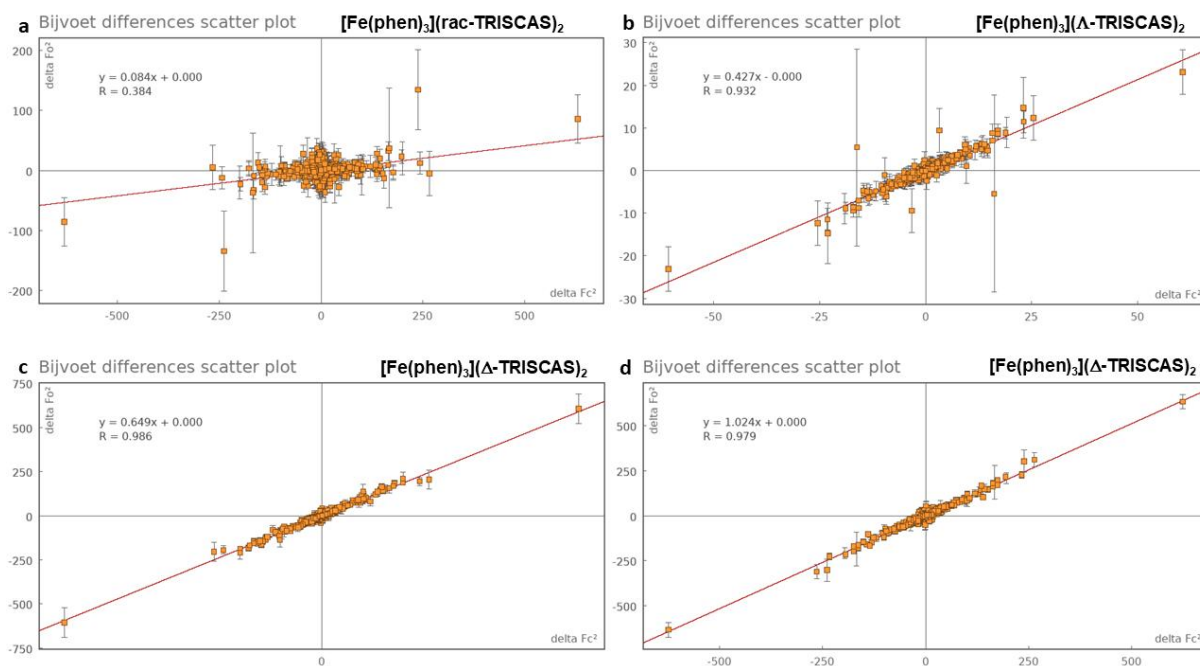 a Bijvoet differences scatter plot [Fe(phen)₃](rac-TRISCAS)₂
delta Fo²
200
100
0
-100
-200
y = 0.084x + 0.000
R = 0.384
delta Fc²
-500 -250 0 250 500
b Bijvoet differences scatter plot [Fe(phen)₃](Λ-TRISCAS)₂
delta Fo²
30
20
10
0
-10
-20
-30
y = 0.427x - 0.000
R = 0.932
delta Fc²
-50 -25 0 25 50
c Bijvoet differences scatter plot [Fe(phen)₃](Δ-TRISCAS)₂
delta Fo²
750
500
250
0
-250
-500
-750
y = 0.649x + 0.000
R = 0.986
delta Fc²
0
d Bijvoet differences scatter plot [Fe(phen)₃](Δ-TRISCAS)₂
delta Fo²
500
250
0
-250
-500
y = 1.024x + 0.000
R = 0.979
delta Fc²
-500 -250 0 250 500